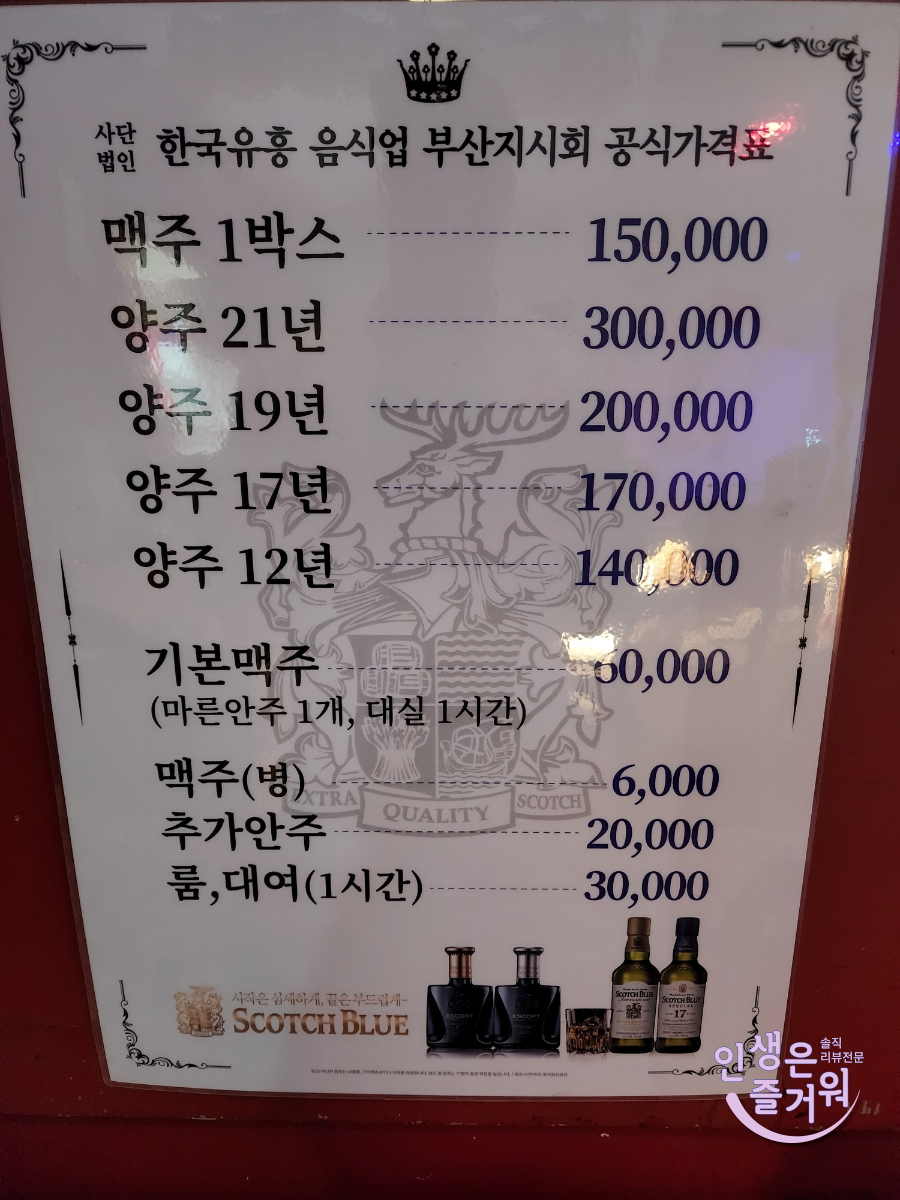 사단
법인 한국유흥 음식업 부산지시회 공식가격표
맥주 1박스 150,000
양주 21년 300,000
양주 19년 200,000
양주 17년 170,000
양주 12년 140,000
기본맥주 60,000
(마른안주 1개, 대실 1시간)
맥주(병) 6,000
추가안주 20,000
룸,대여(1시간) 30,000
EXTRA QUALITY SCOTCH
시작은 섬세하게, 끝은 부드럽게~
SCOTCH BLUE
SCOTCH BLUE
SCOTCH BLUE
SPECIAL
17
인생은 즐거워
솔직
리뷰전문